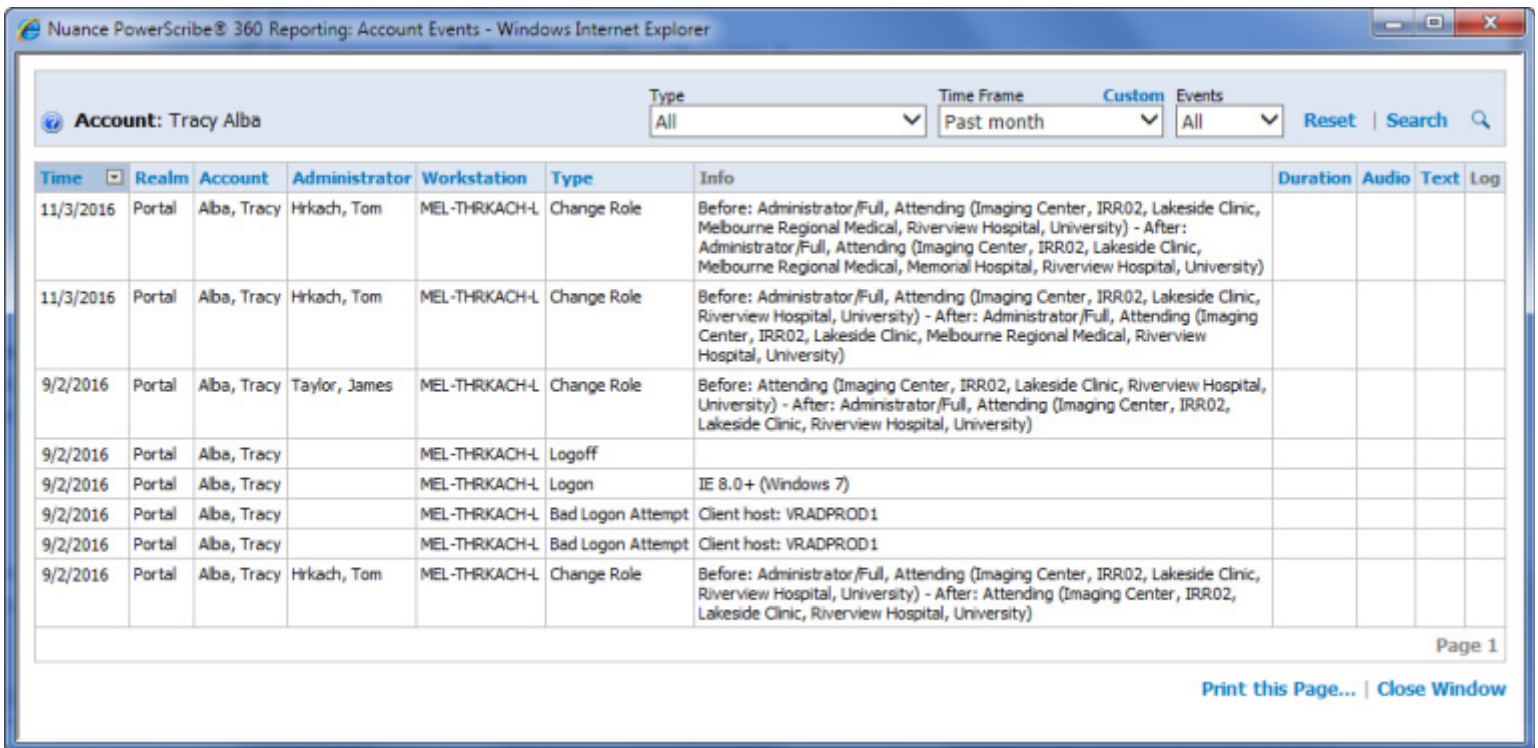 Nuance PowerScribe® 360 Reporting: Account Events - Windows Internet Explorer
Type Time Frame Custom Events
Account: Tracy Alba All Past month All Reset | Search
Time Realm Account Administrator Workstation Type Info Duration Audio Text Log
11/3/2016 Portal Alba, Tracy Hrkach, Tom MEL-THRKACH-L Change Role Before: Administrator/Full, Attending (Imaging Center, IRR02, Lakeside Clinic,
Melbourne Regional Medical, Riverview Hospital, University) - After:
Administrator/Full, Attending (Imaging Center, IRR02, Lakeside Clinic,
Melbourne Regional Medical, Memorial Hospital, Riverview Hospital, University)
11/3/2016 Portal Alba, Tracy Hrkach, Tom MEL-THRKACH-L Change Role Before: Administrator/Full, Attending (Imaging Center, IRR02, Lakeside Clinic,
Riverview Hospital, University) - After: Administrator/Full, Attending (Imaging
Center, IRR02, Lakeside Clinic, Melbourne Regional Medical, Riverview
Hospital, University)
9/2/2016 Portal Alba, Tracy Taylor, James MEL-THRKACH-L Change Role Before: Attending (Imaging Center, IRR02, Lakeside Clinic, Riverview Hospital,
University) - After: Administrator/Full, Attending (Imaging Center, IRR02,
Lakeside Clinic, Riverview Hospital, University)
9/2/2016 Portal Alba, Tracy MEL-THRKACH-L Logoff
9/2/2016 Portal Alba, Tracy MEL-THRKACH-L Logon IE 8.0+ (Windows 7)
9/2/2016 Portal Alba, Tracy MEL-THRKACH-L Bad Logon Attempt Client host: VRADPROD1
9/2/2016 Portal Alba, Tracy MEL-THRKACH-L Bad Logon Attempt Client host: VRADPROD1
9/2/2016 Portal Alba, Tracy Hrkach, Tom MEL-THRKACH-L Change Role Before: Administrator/Full, Attending (Imaging Center, IRR02, Lakeside Clinic,
Riverview Hospital, University) - After: Attending (Imaging Center, IRR02,
Lakeside Clinic, Riverview Hospital, University)
Page 1
Print this Page... | Close Window